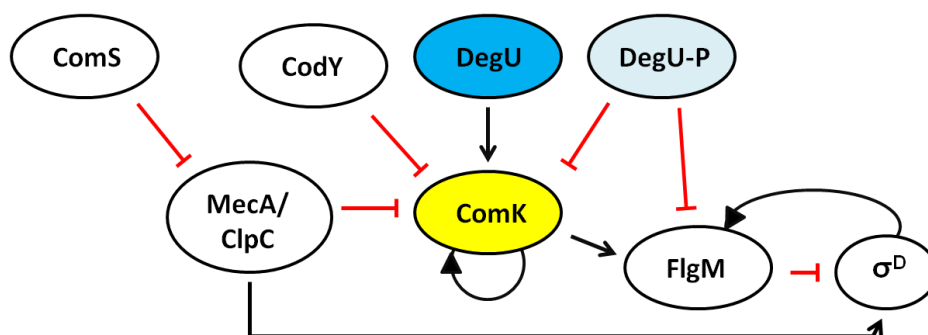 ComS
CodY
DegU
DegU-P
MecA/
ClpC
ComK
FlgM
σD